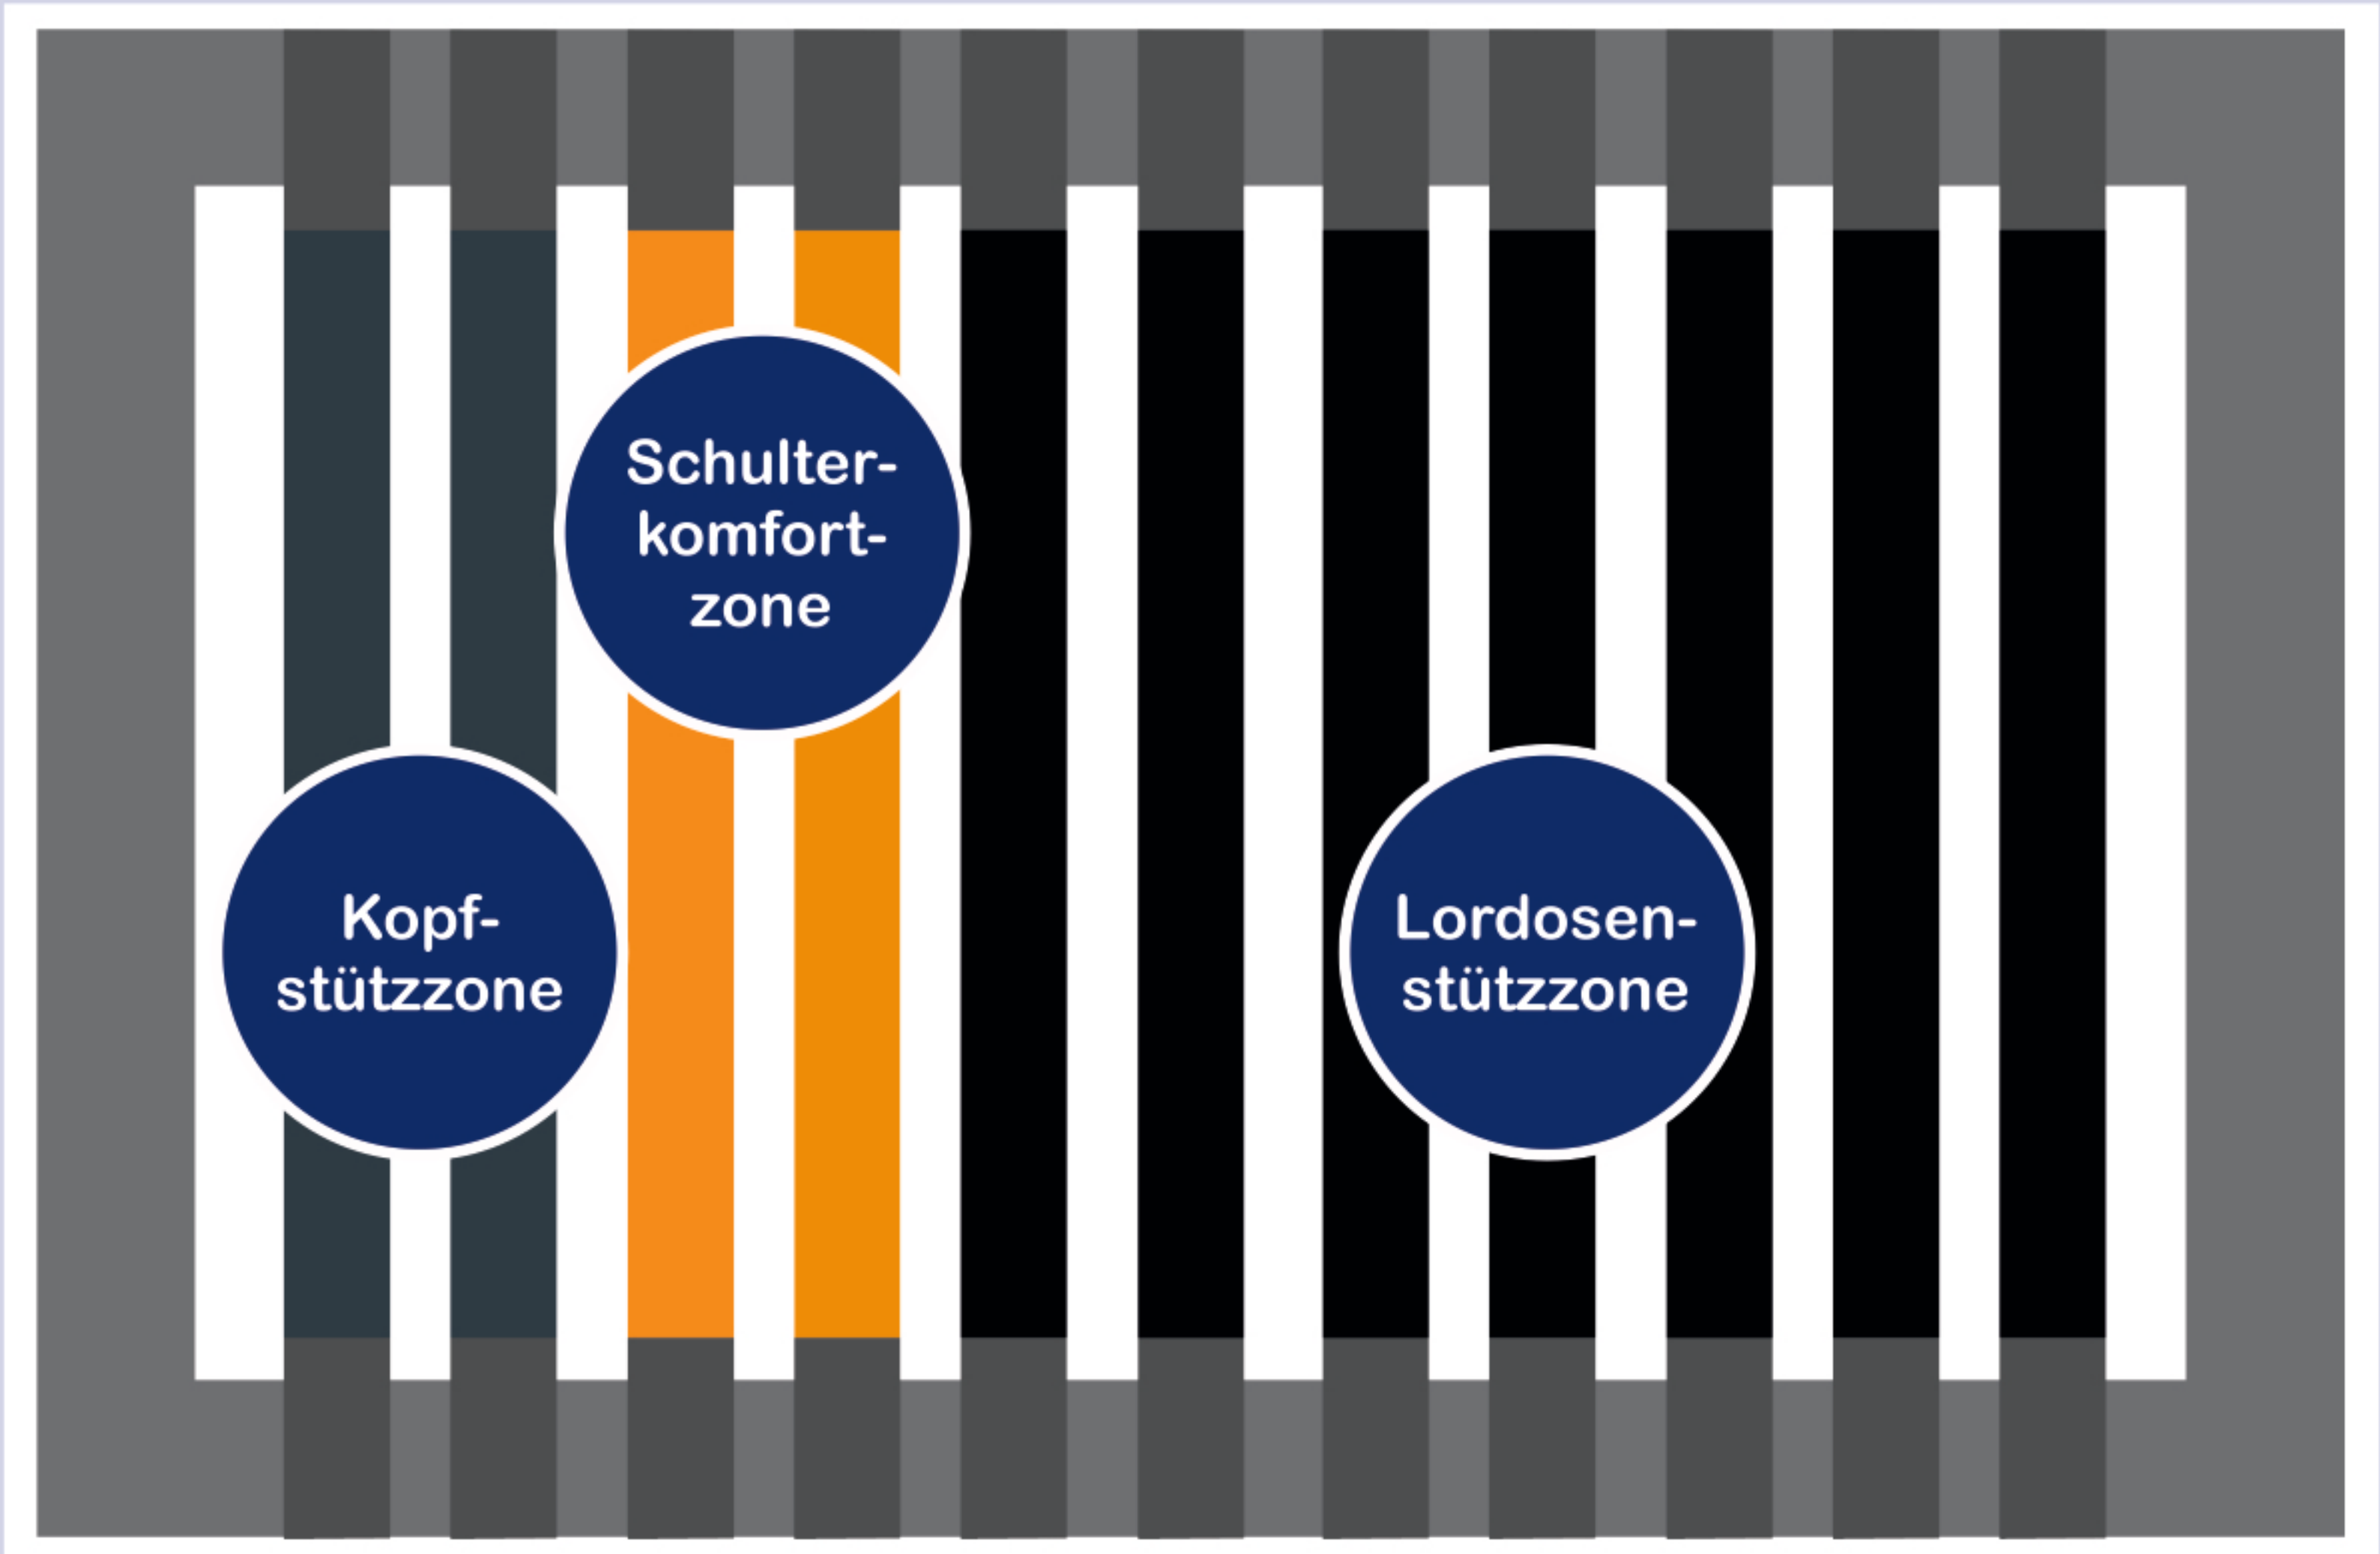 Schulter-
komfort-
zone
Kopf-
stützzone
Lordosen-
stützzone